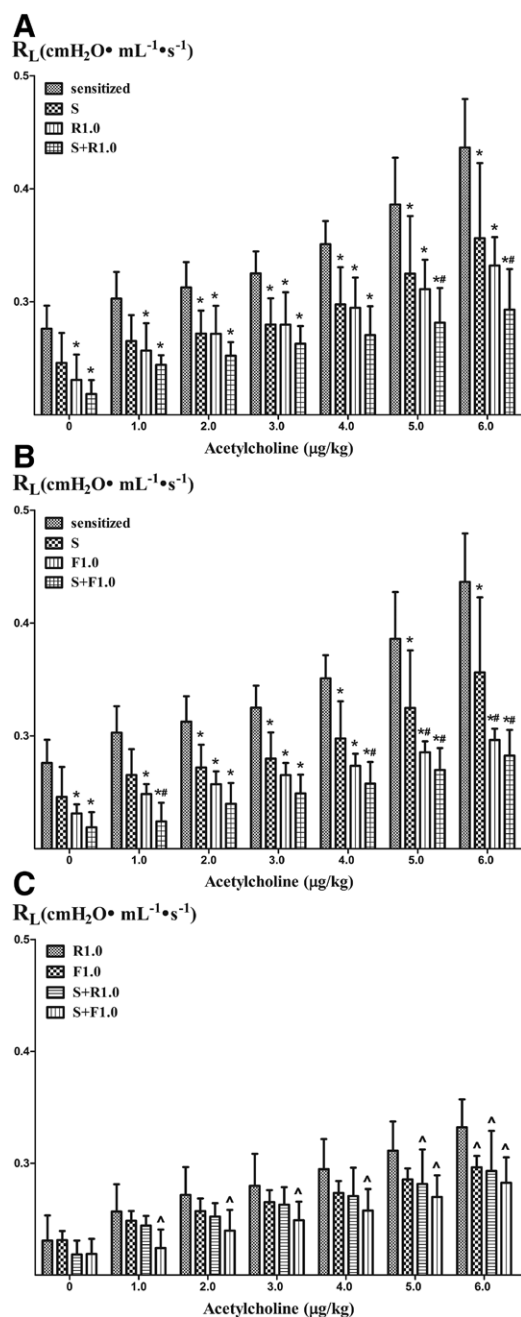 A
R_L(cmH₂O• mL⁻¹•s⁻¹)
0.5
sensitized
S
R1.0
S+R1.0
0.4
0.3
* *
* *
* * *
* * *
* * *
* * *#
* * *#
0 1.0 2.0 3.0 4.0 5.0 6.0
Acetylcholine (μg/kg)
B
R_L(cmH₂O• mL⁻¹•s⁻¹)
0.5
sensitized
S
F1.0
S+F1.0
0.4
0.3
* *
* *#
* * *
* * *
* * *#
* *# *#
* *# *#
0 1.0 2.0 3.0 4.0 5.0 6.0
Acetylcholine (μg/kg)
C
R_L(cmH₂O• mL⁻¹•s⁻¹)
0.5
R1.0
F1.0
S+R1.0
S+F1.0
0.4
0.3
^
^
^
^
^ ^
^ ^ ^
0 1.0 2.0 3.0 4.0 5.0 6.0
Acetylcholine (μg/kg)